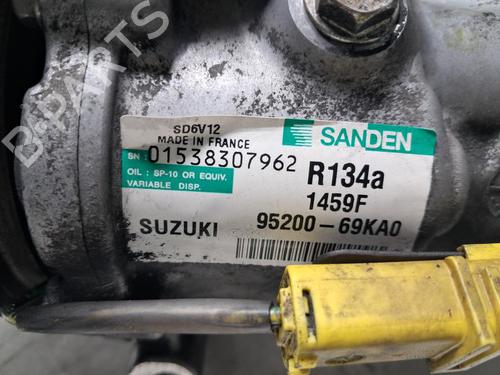 SD6V12
MADE IN FRANCE
SANDEN
SN: 01538307962
OIL : SP-10 OR EQUIV.
VARIABLE DISP.
R134a
1459F
SUZUKI
95200-69KA0
B-PARTS